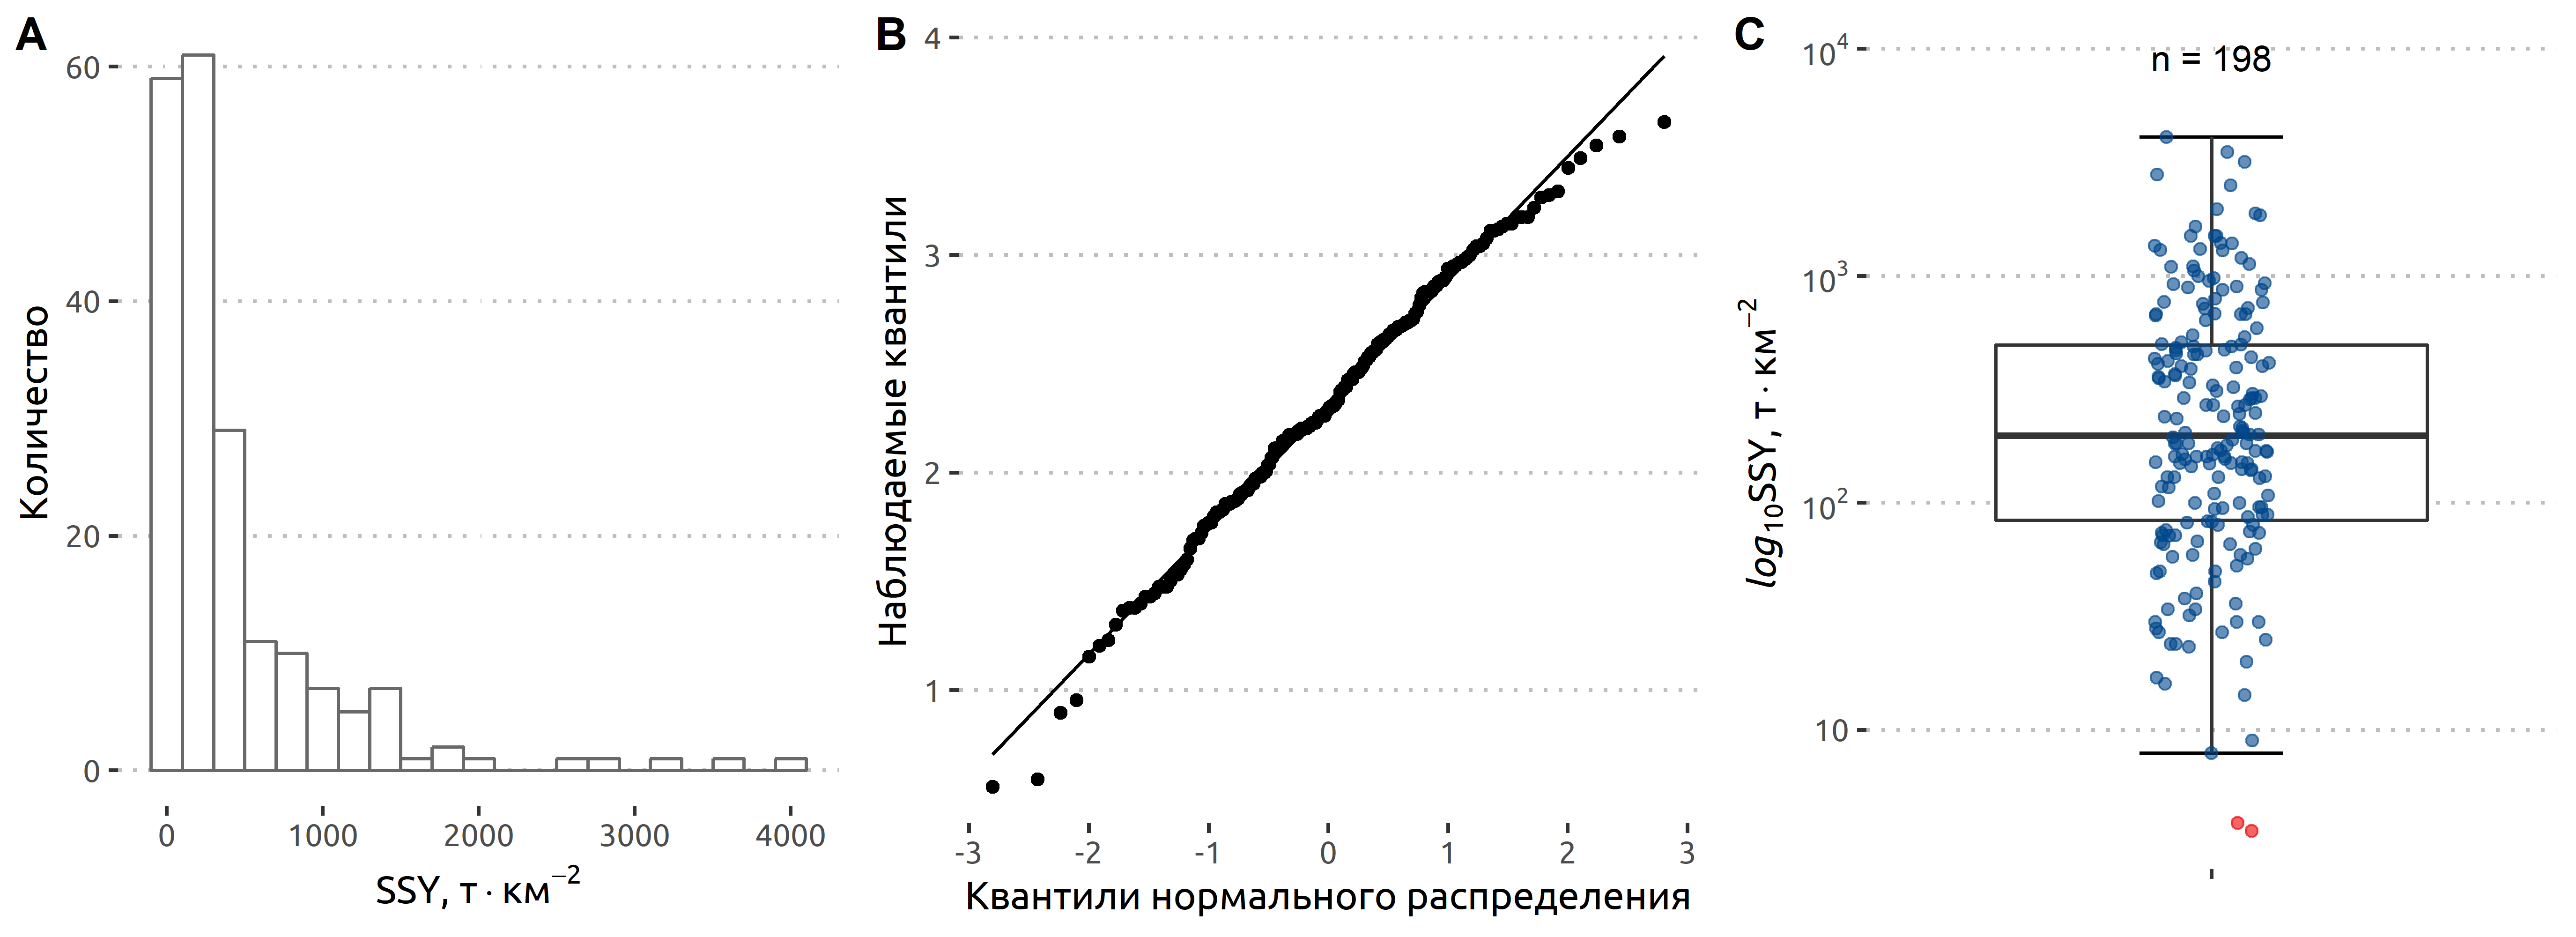 A
Количество
60
40
20
0
0 1000 2000 3000 4000
SSY, т · км⁻²
B
Наблюдаемые квантили
4
3
2
1
-3 -2 -1 0 1 2 3
Квантили нормального распределения
C
log₁₀SSY, т · км⁻²
10⁴
10³
10²
10
n = 198